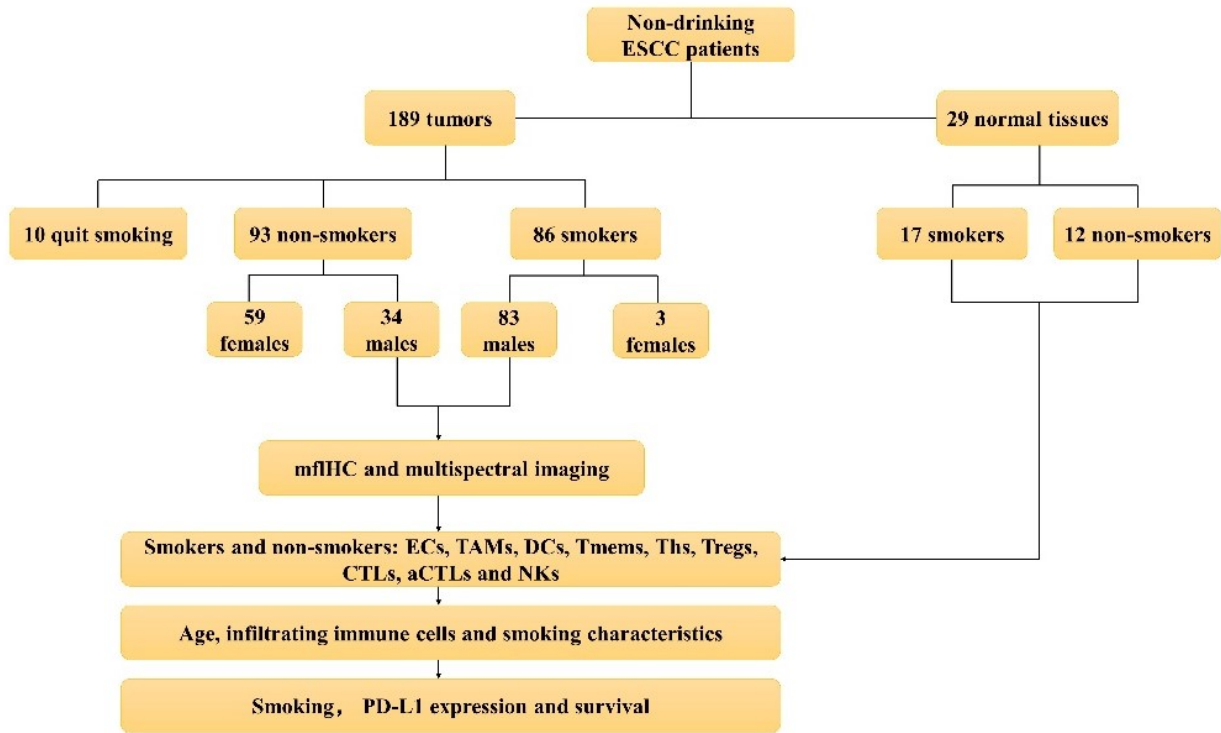 Non-drinking
ESCC patients
189 tumors
29 normal tissues
10 quit smoking
93 non-smokers
86 smokers
17 smokers
12 non-smokers
59
females
34
males
83
males
3
females
mfIHC and multispectral imaging
Smokers and non-smokers: ECs, TAMs, DCs, Tmems, Ths, Tregs,
CTLs, aCTLs and NKs
Age, infiltrating immune cells and smoking characteristics
Smoking， PD-L1 expression and survival